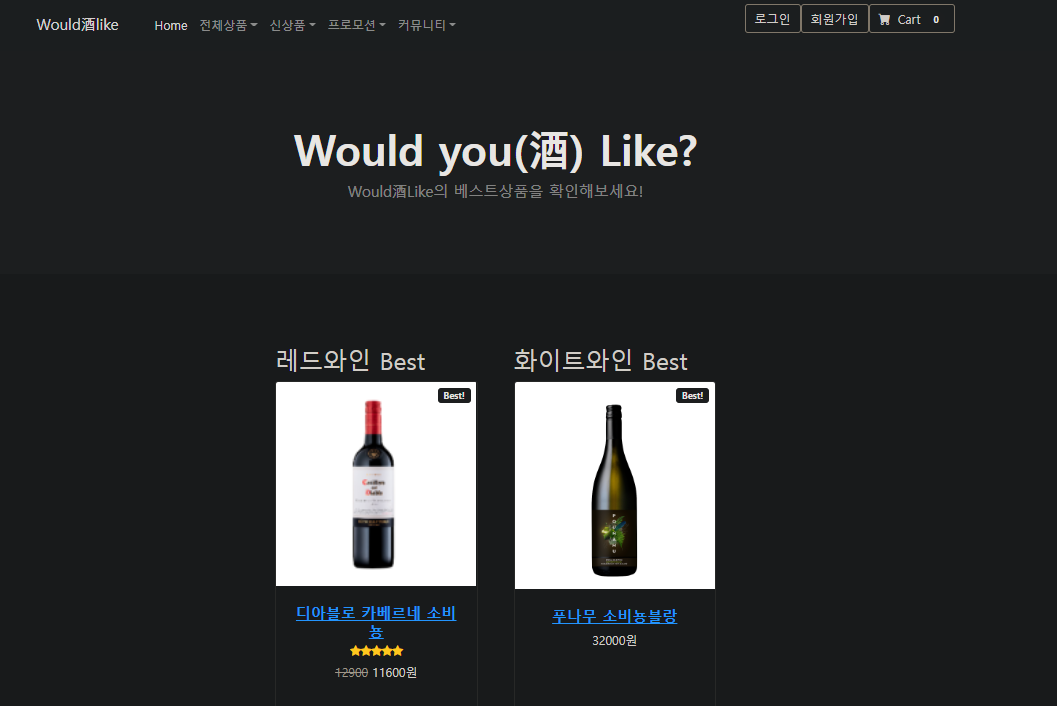 Would酒like Home 전체상품 신상품 프로모션 커뮤니티 로그인 회원가입 Cart 0
Would you(酒) Like?
Would酒Like의 베스트상품을 확인해보세요!
레드와인 Best
Best!
Casillero
del
Diablo
디아블로 카베르네 소비
뇽
12900 11600원
화이트와인 Best
Best!
푸나무 소비뇽블랑
32000원